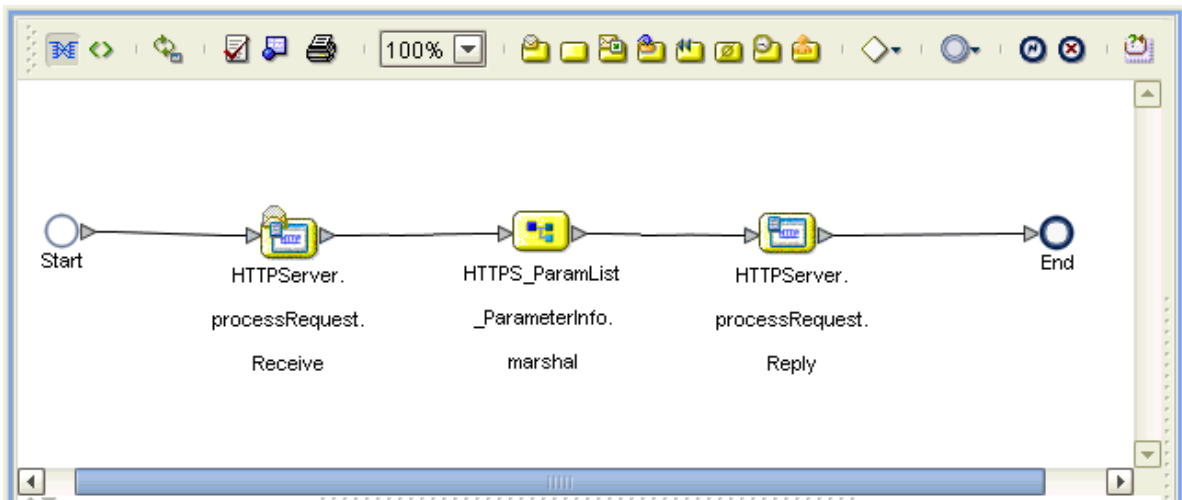 100%
Start
HTTPServer.
processRequest.
Receive
HTTPS_ParamList
_ParameterInfo.
marshal
HTTPServer.
processRequest.
Reply
End